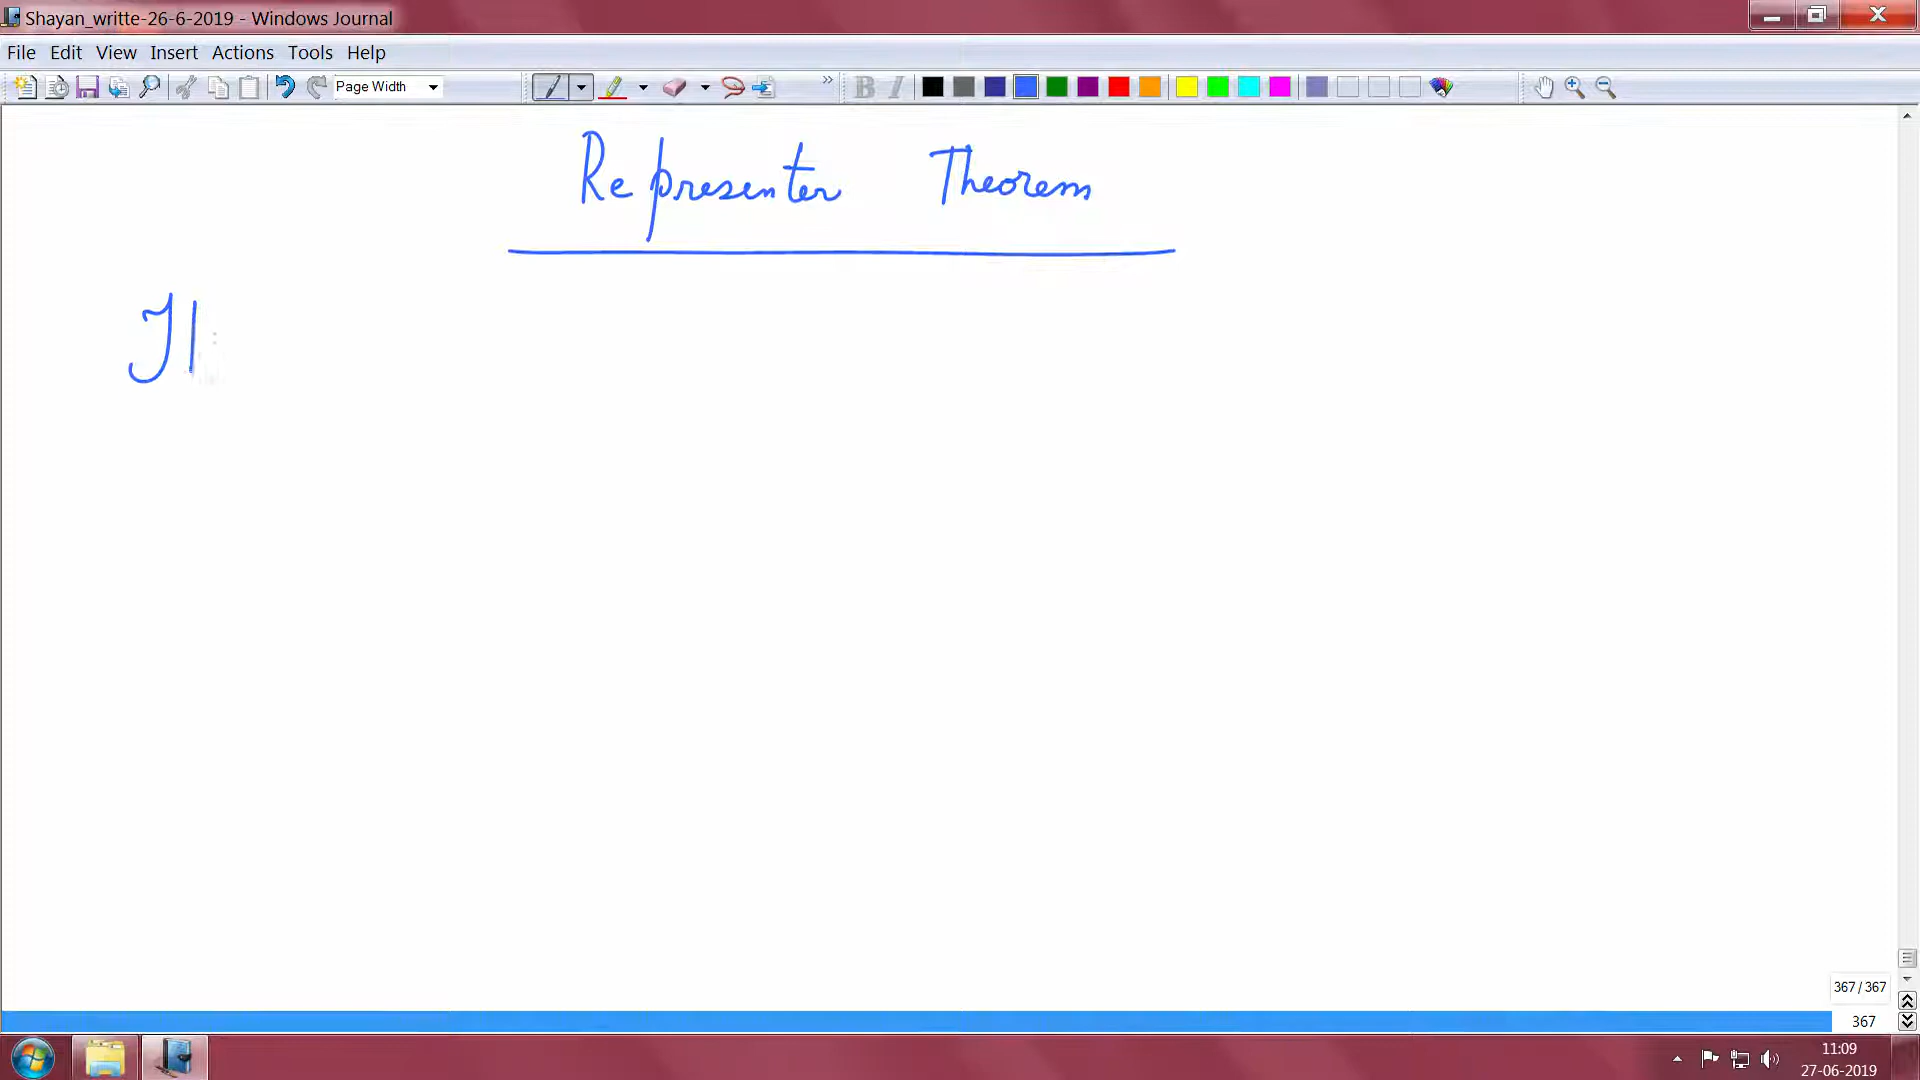 Shayan_writte-26-6-2019 - Windows Journal
File Edit View Insert Actions Tools Help
Page Width
B I
Representer Theorem
367 / 367
367
11:09
27-06-2019